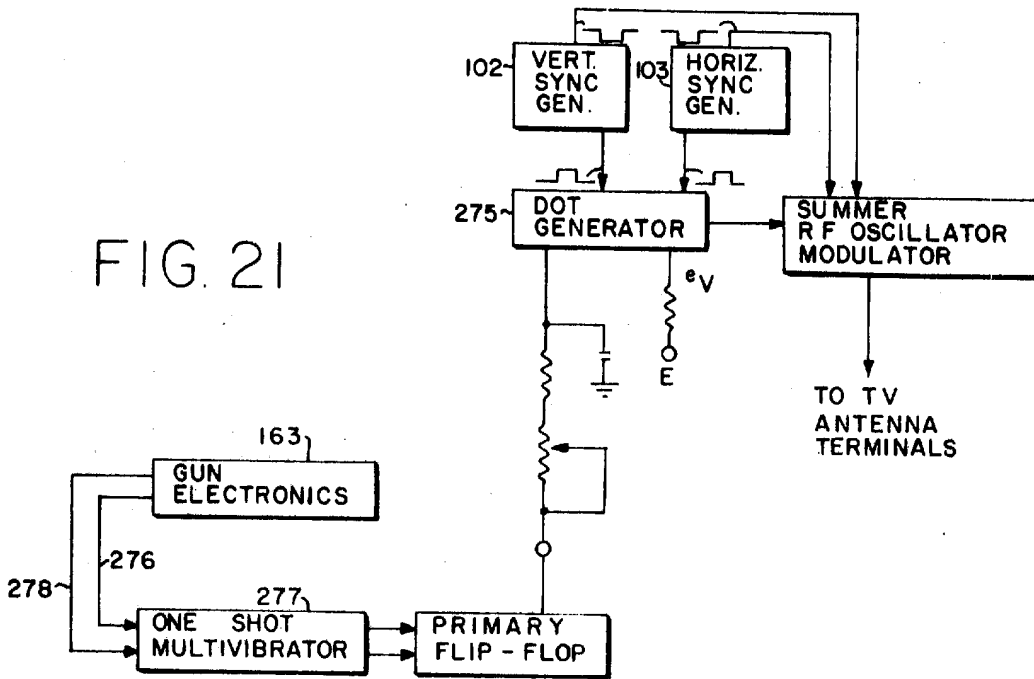 102
VERT.
SYNC
GEN.
103
HORIZ.
SYNC
GEN.
275
DOT
GENERATOR
SUMMER
RF OSCILLATOR
MODULATOR
FIG. 21
eV
E
TO TV
ANTENNA
TERMINALS
163
GUN
ELECTRONICS
276
278
277
ONE SHOT
MULTIVIBRATOR
PRIMARY
FLIP-FLOP